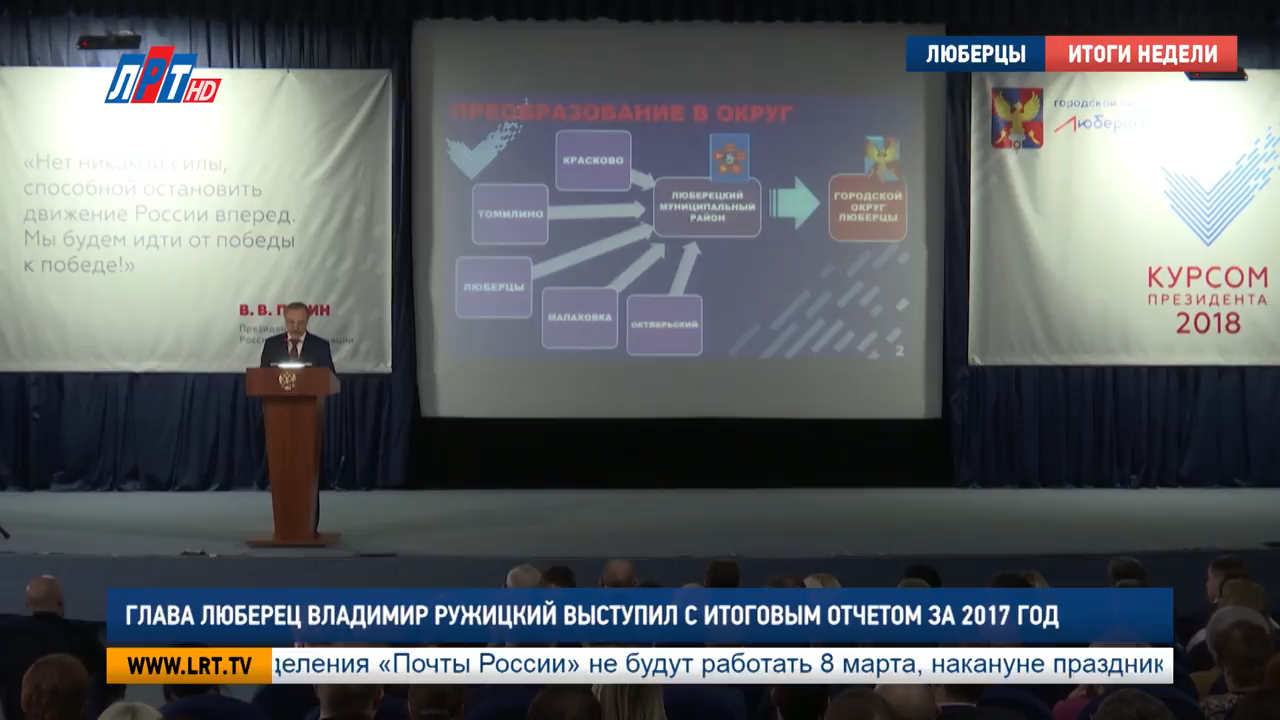 ЛРТ HD
ЛЮБЕРЦЫ
ИТОГИ НЕДЕЛИ
«Нет никакой силы,
способной остановить
движение России вперед.
Мы будем идти от победы
к победе!»
В. В.
ПРЕОБРАЗОВАНИЕ В ОКРУГ
КРАСКОВО
ТОМИЛИНО
ЛЮБЕРЦЫ
МАЛАХОВКА
ОКТЯБРЬСКИЙ
ЛЮБЕРЕЦКИЙ
МУНИЦИПАЛЬНЫЙ
РАЙОН
ГОРОДСКОЙ
ОКРУГ
ЛЮБЕРЦЫ
2
городской
КУРСОМ
ПРЕЗИДЕНТА
2018
ГЛАВА ЛЮБЕРЕЦ ВЛАДИМИР РУЖИЦКИЙ ВЫСТУПИЛ С ИТОГОВЫМ ОТЧЕТОМ ЗА 2017 ГОД
WWW.LRT.TV
деления «Почты России» не будут работать 8 марта, накануне праздник